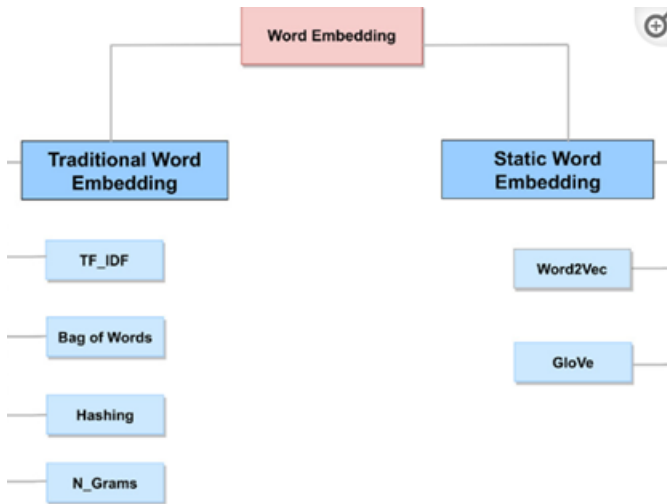 Word Embedding
Traditional Word
Embedding
Static Word
Embedding
TF_IDF
Word2Vec
Bag of Words
GloVe
Hashing
N_Grams